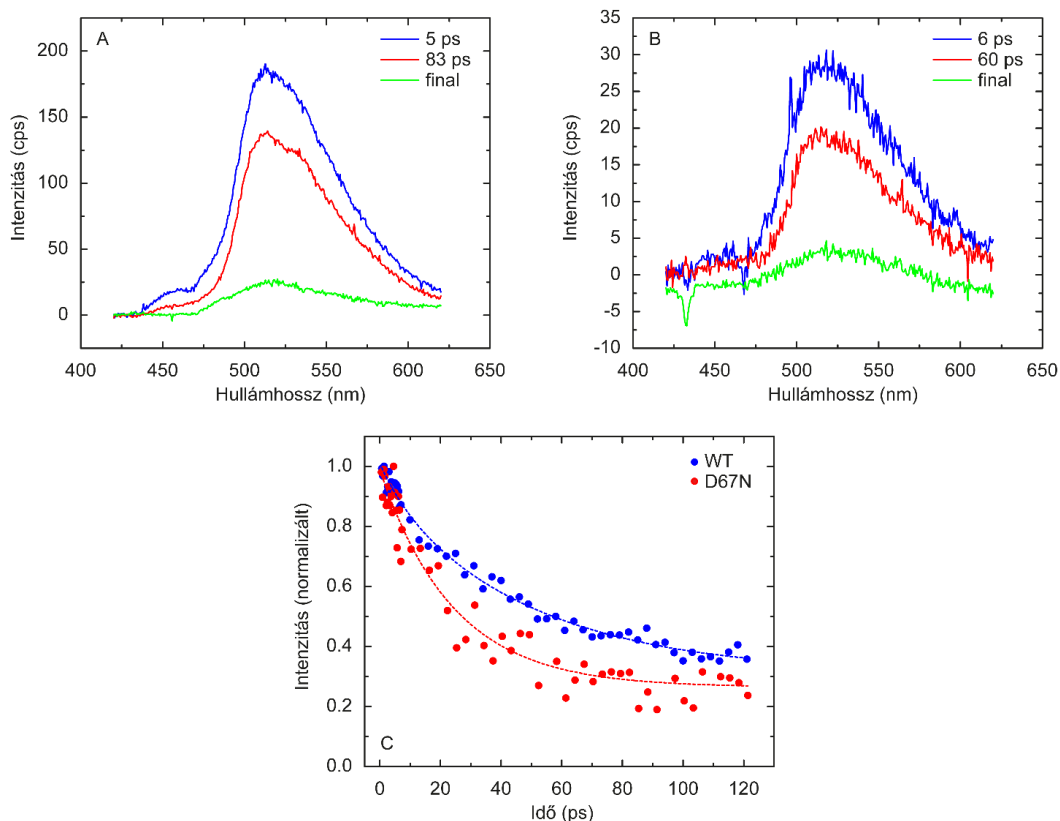 A
5 ps
83 ps
final
200
150
100
50
0
Intenzitás (cps)
400
450
500
550
600
650
Hullámhossz (nm)
B
6 ps
60 ps
final
35
30
25
20
15
10
5
0
-5
-10
Intenzitás (cps)
400
450
500
550
600
650
Hullámhossz (nm)
WT
D67N
1.0
0.8
0.6
0.4
0.2
0.0
Intenzitás (normalizált)
C
0
20
40
60
80
100
120
Idő (ps)